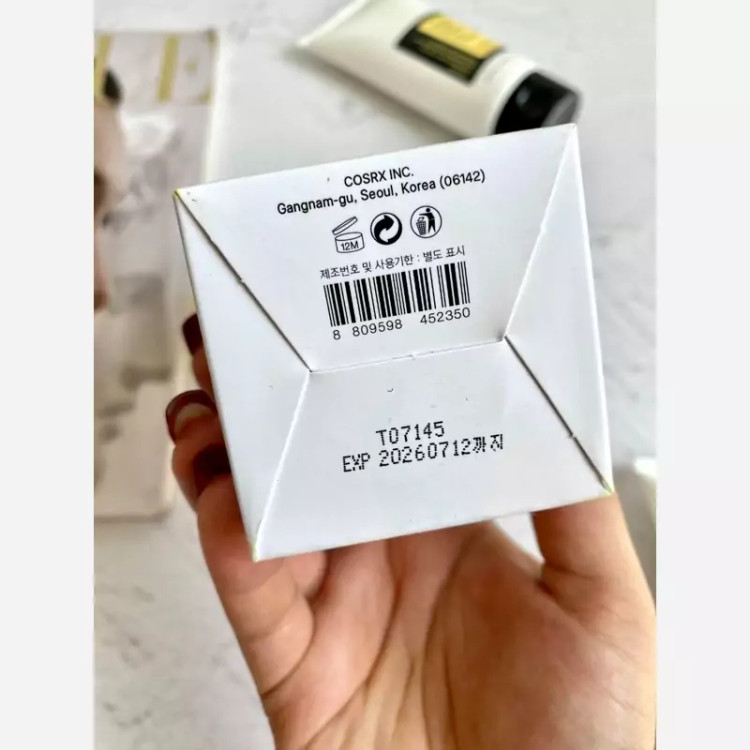 COSRX INC.
Gangnam-gu, Seoul, Korea (06142)
12M
제조번호 및 사용기한 : 별도 표시
8 809598 452350
T07145
EXP 20260712까지